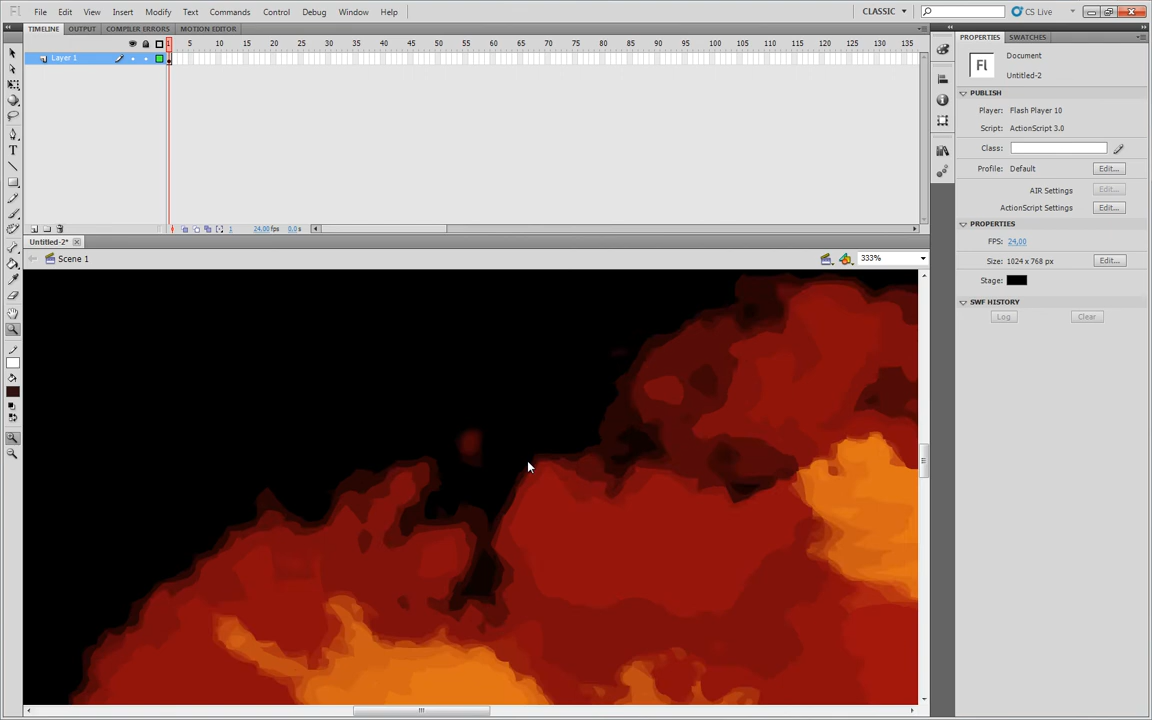 Fl File Edit View Insert Modify Text Commands Control Debug Window Help CLASSIC CS Live
TIMELINE OUTPUT COMPILER ERRORS MOTION EDITOR
1 5 10 15 20 25 30 35 40 45 50 55 60 65 70 75 80 85 90 95 100 105 110 115 120 125 130 135
Layer 1
1 24.00 fps 0.0 s
Untitled-2*
Scene 1 333%
PROPERTIES SWATCHES
Fl Document
Untitled-2
PUBLISH
Player: Flash Player 10
Script: ActionScript 3.0
Class:
Profile: Default Edit...
AIR Settings Edit...
ActionScript Settings Edit...
PROPERTIES
FPS: 24.00
Size: 1024 x 768 px Edit...
Stage:
SWF HISTORY
Log Clear